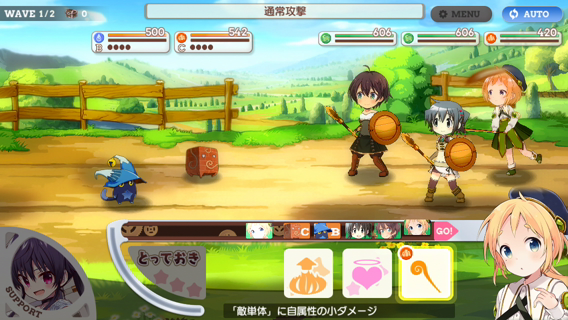 WAVE 1/2 0
通常攻撃
MENU
AUTO
500
B
542
C
606
606
420
C B GO!
とっておき
SUPPORT
「敵単体」に自属性の小ダメージ